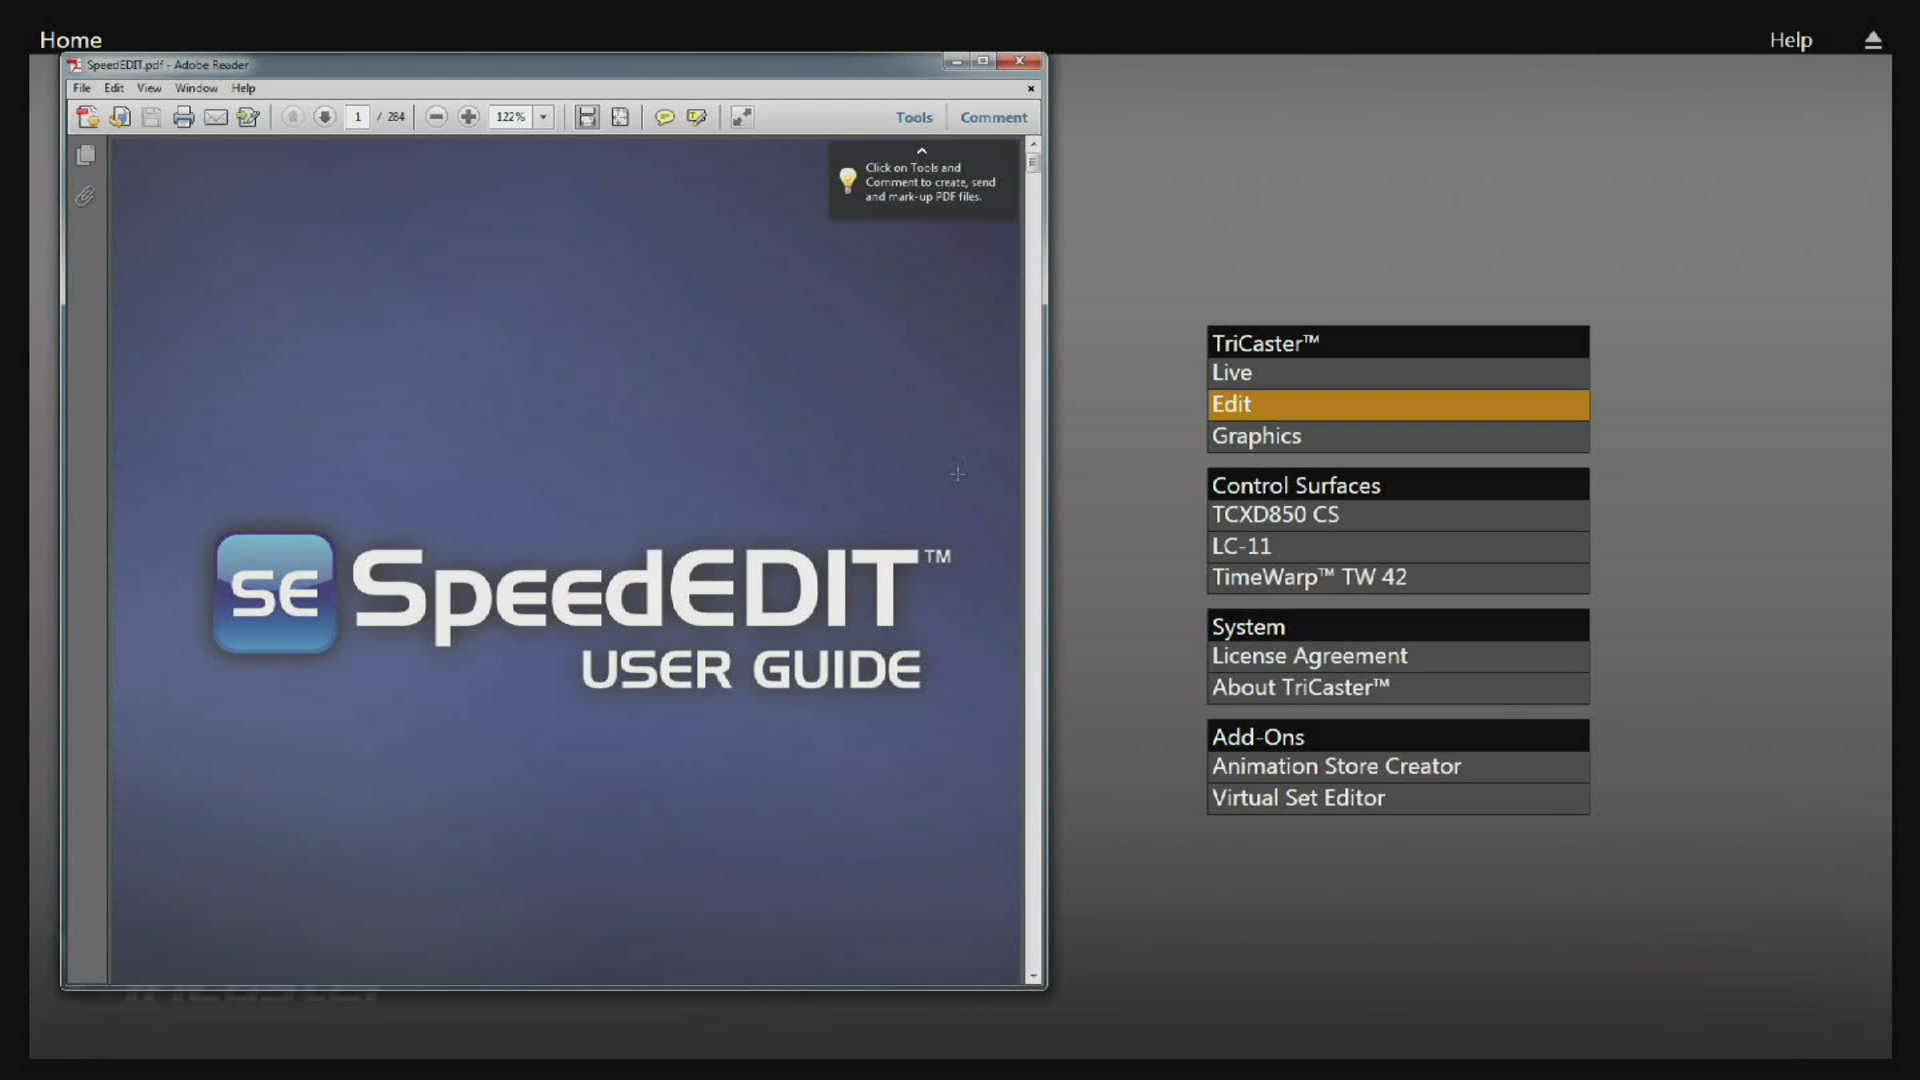 Home
Help
SpeedEDIT.pdf - Adobe Reader
File Edit View Window Help
1 / 284 122% Tools Comment
Click on Tools and
Comment to create, send
and mark-up PDF files.
SE SpeedEDIT™
USER GUIDE
TriCaster™
Live
Edit
Graphics
Control Surfaces
TCXD850 CS
LC-11
TimeWarp™ TW 42
System
License Agreement
About TriCaster™
Add-Ons
Animation Store Creator
Virtual Set Editor